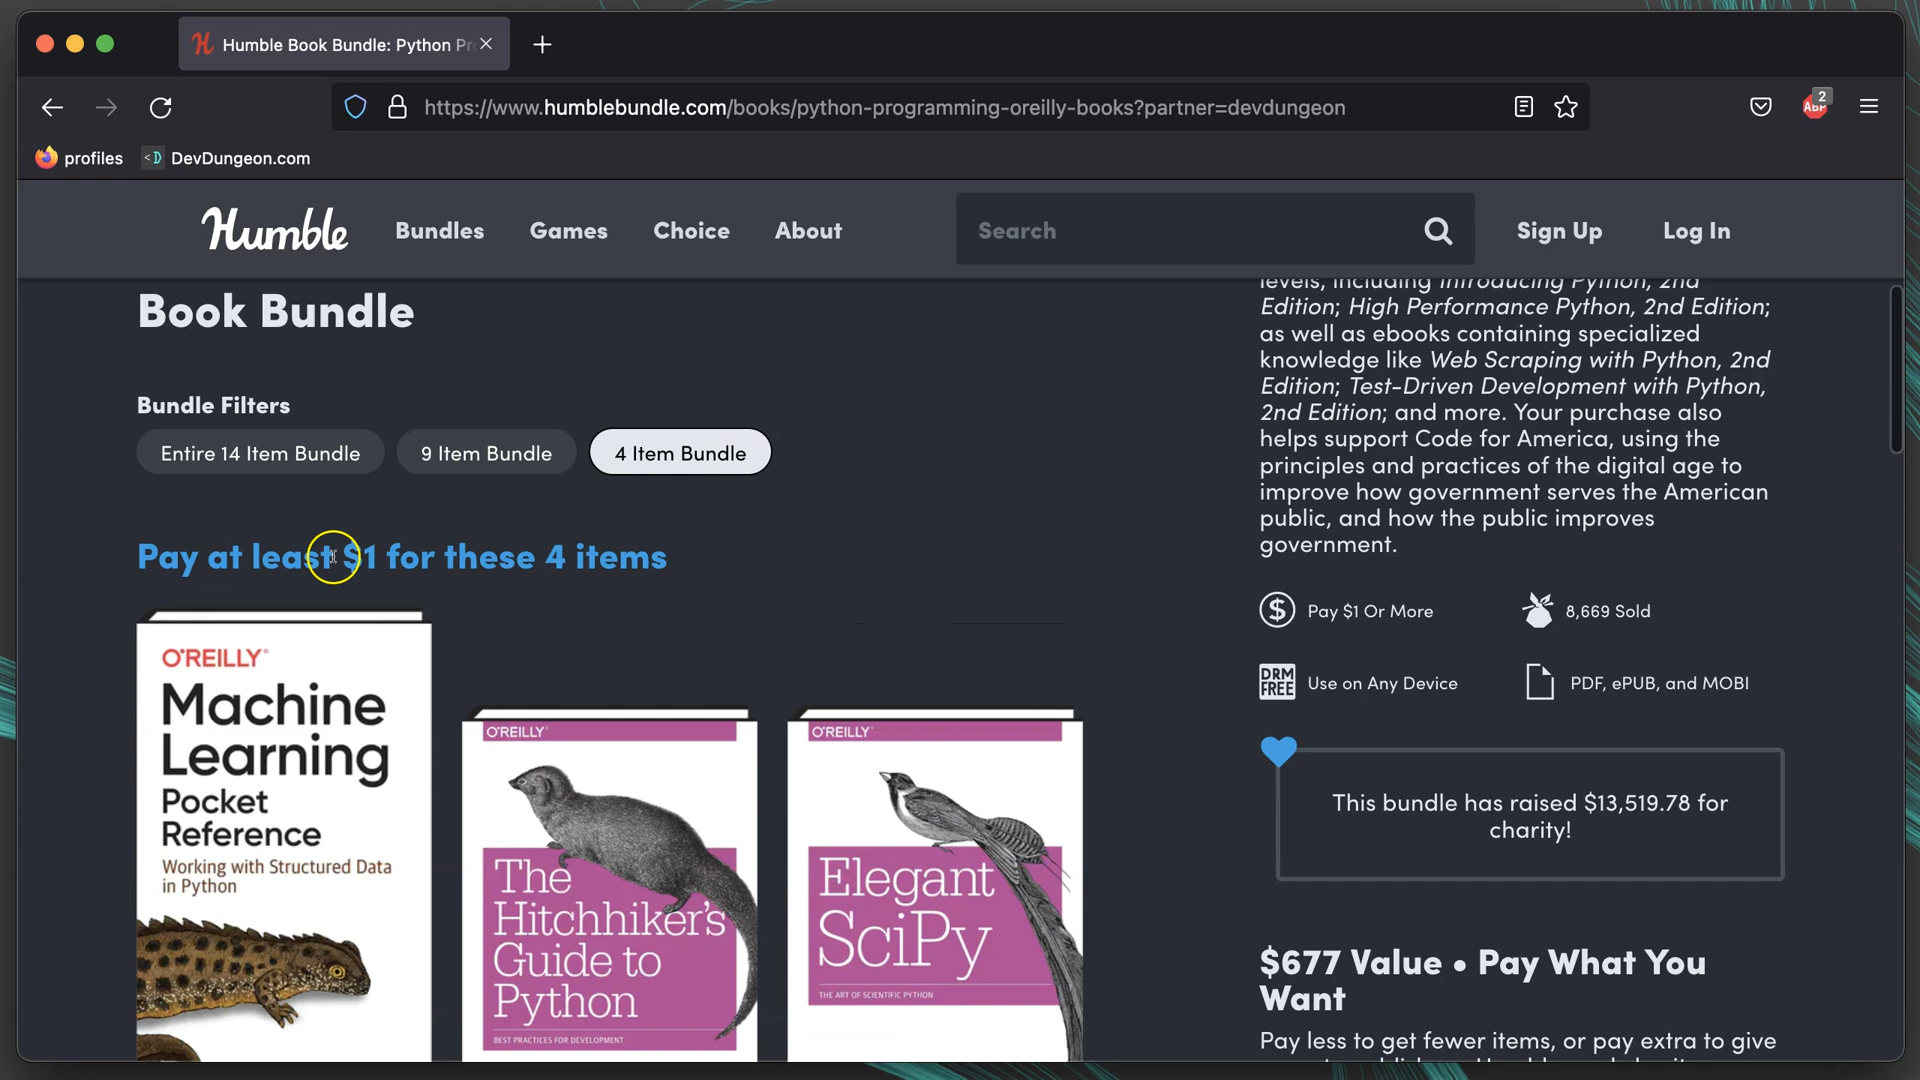 Humble Book Bundle: Python Pr
https://www.humblebundle.com/books/python-programming-oreilly-books?partner=devdungeon
ABP
2
profiles
<D DevDungeon.com
Humble
Bundles
Games
Choice
About
Search
Sign Up
Log In
Book Bundle
Bundle Filters
Entire 14 Item Bundle
9 Item Bundle
4 Item Bundle
Pay at least $1 for these 4 items
O'REILLY®
Machine
Learning
Pocket
Reference
Working with Structured Data
in Python
O'REILLY®
The
Hitchhiker's
Guide to
Python
BEST PRACTICES FOR DEVELOPMENT
O'REILLY®
Elegant
SciPy
THE ART OF SCIENTIFIC PYTHON
levels, including Introducing Python, 2nd
Edition; High Performance Python, 2nd Edition;
as well as ebooks containing specialized
knowledge like Web Scraping with Python, 2nd
Edition; Test-Driven Development with Python,
2nd Edition; and more. Your purchase also
helps support Code for America, using the
principles and practices of the digital age to
improve how government serves the American
public, and how the public improves
government.
Pay $1 Or More
8,669 Sold
DRM
FREE
Use on Any Device
PDF, ePUB, and MOBI
This bundle has raised $13,519.78 for
charity!
$677 Value • Pay What You
Want
Pay less to get fewer items, or pay extra to give